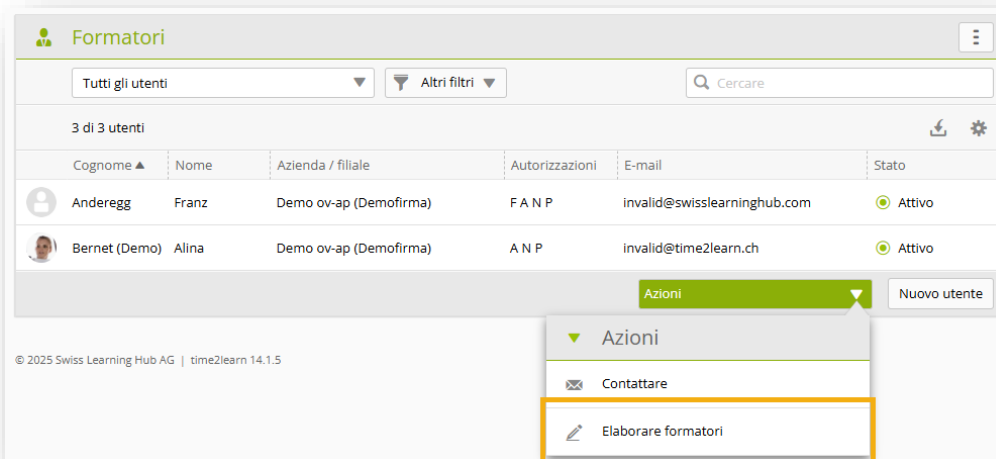 Formatori
Tutti gli utenti Altri filtri Cercare
3 di 3 utenti
Cognome Nome Azienda / filiale Autorizzazioni E-mail Stato
Anderegg Franz Demo ov-ap (Demofirma) F A N P invalid@swisslearninghub.com Attivo
Bernet (Demo) Alina Demo ov-ap (Demofirma) A N P invalid@time2learn.ch Attivo
Azioni Nuovo utente
Azioni
© 2025 Swiss Learning Hub AG | time2learn 14.1.5
Contattare
Elaborare formatori